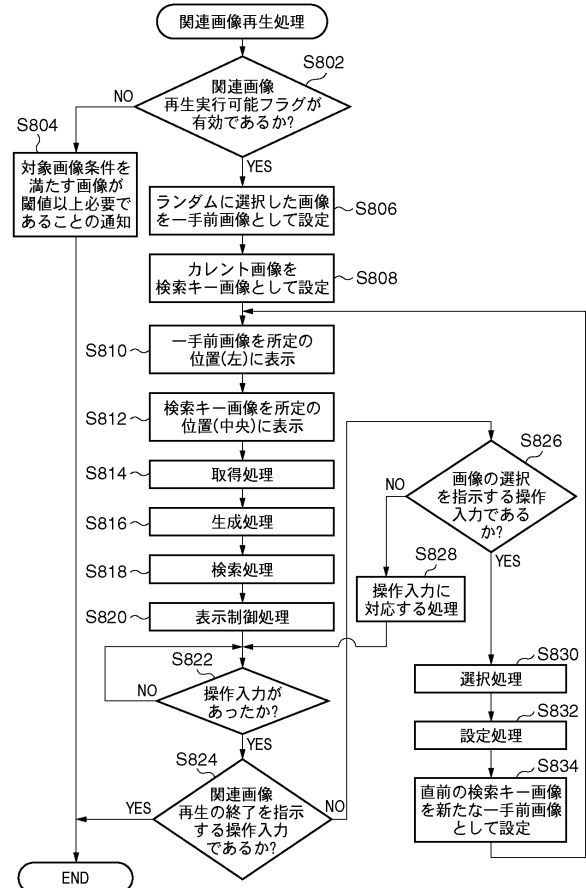 関連画像再生処理
S802
関連画像
再生実行可能フラグが
有効であるか?
NO
YES
S804
対象画像条件を
満たす画像が
閾値以上必要で
あることの通知
ランダムに選択した画像
を一手前画像として設定
S806
カレント画像を
検索キー画像として設定
S808
S810
一手前画像を所定の
位置(左)に表示
S812
検索キー画像を所定の
位置(中央)に表示
S814
取得処理
S816
生成処理
S818
検索処理
S820
表示制御処理
S822
操作入力が
あったか?
NO
YES
S824
関連画像
再生の終了を指示
する操作入力
であるか?
YES
NO
END
S826
画像の選択
を指示する操作
入力である
か?
NO
YES
S828
操作入力に
対応する処理
S830
選択処理
S832
設定処理
S834
直前の検索キー画像
を新たな一手前画像
として設定